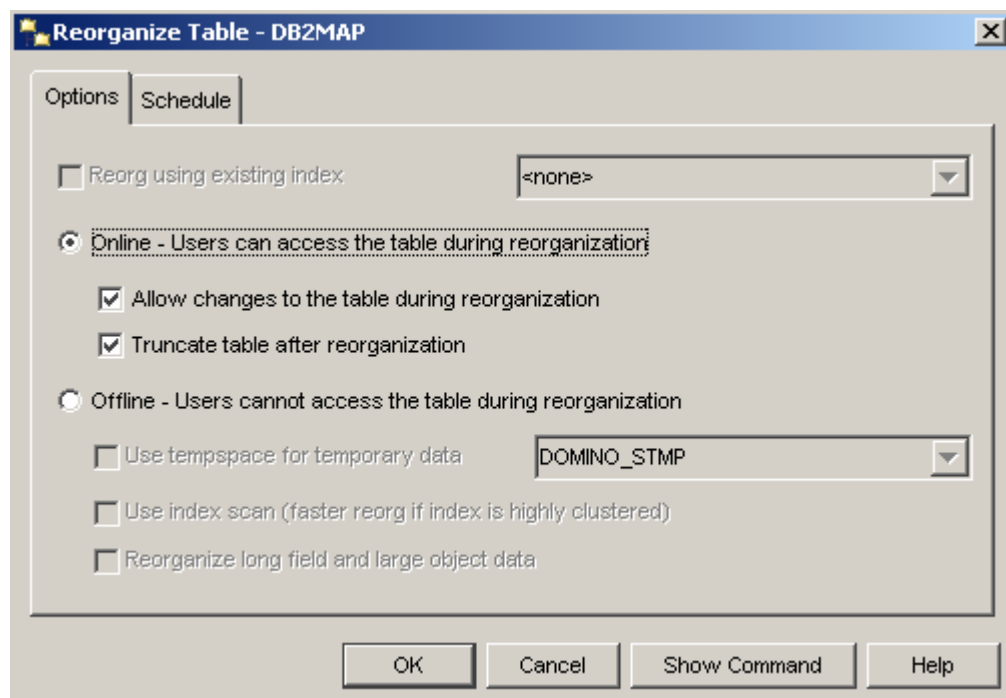 Reorganize Table - DB2MAP
Options Schedule
Reorg using existing index <none>
Online - Users can access the table during reorganization
Allow changes to the table during reorganization
Truncate table after reorganization
Offline - Users cannot access the table during reorganization
Use tempspace for temporary data DOMINO_STMP
Use index scan (faster reorg if index is highly clustered)
Reorganize long field and large object data
OK Cancel Show Command Help